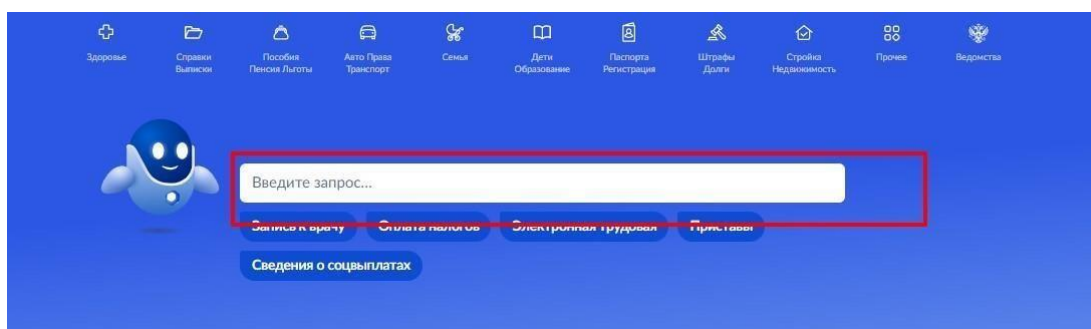 Здоровье
Справки
Выписки
Пособия
Пенсия Льготы
Авто Права
Транспорт
Семья
Дети
Образование
Паспорта
Регистрация
Штрафы
Долги
Стройка
Недвижимость
Прочее
Ведомства
Введите запрос...
Запись к врачу
Оплата налогов
Электронная трудовая
Приставы
Сведения о соцвыплатах